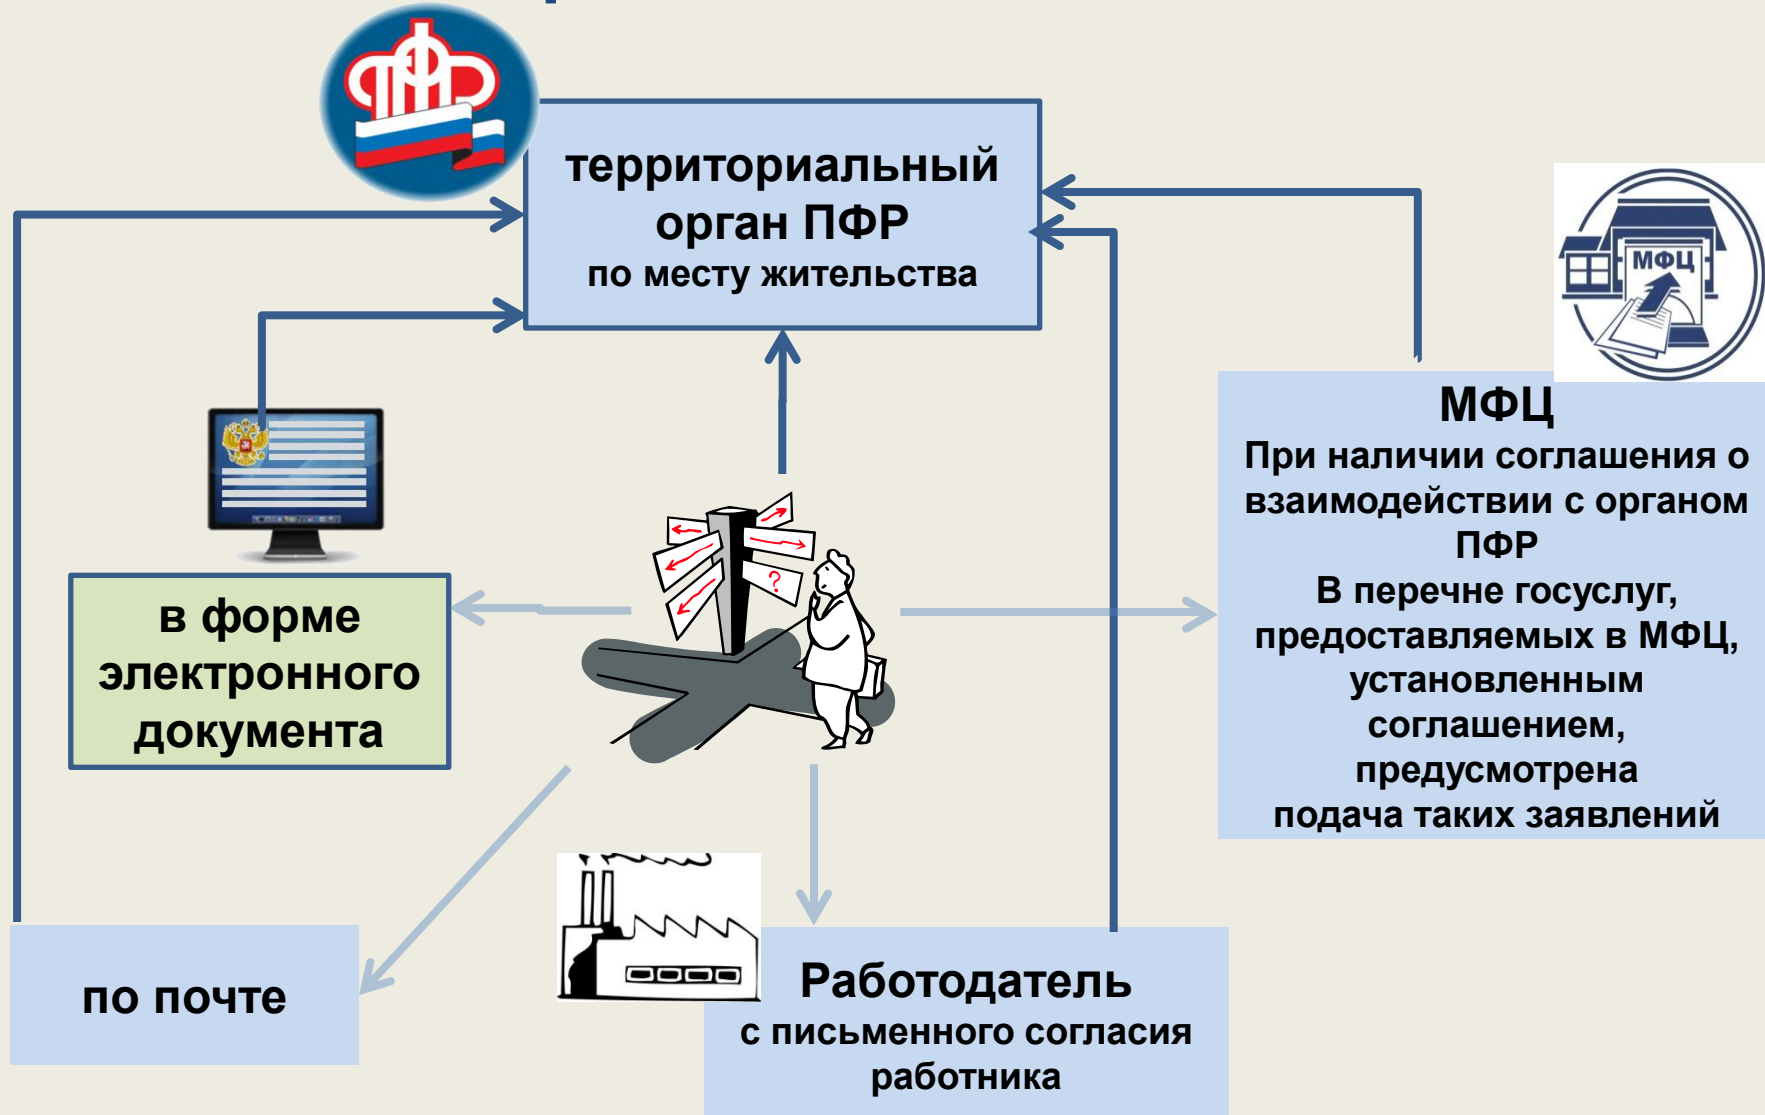 территориальный
орган ПФР
по месту жительства
МФЦ
МФЦ
При наличии соглашения о
взаимодействии с органом
ПФР
В перечне госуслуг,
предоставляемых в МФЦ,
установленным
соглашением,
предусмотрена
подача таких заявлений
в форме
электронного
документа
?
по почте
Работодатель
с письменного согласия
работника